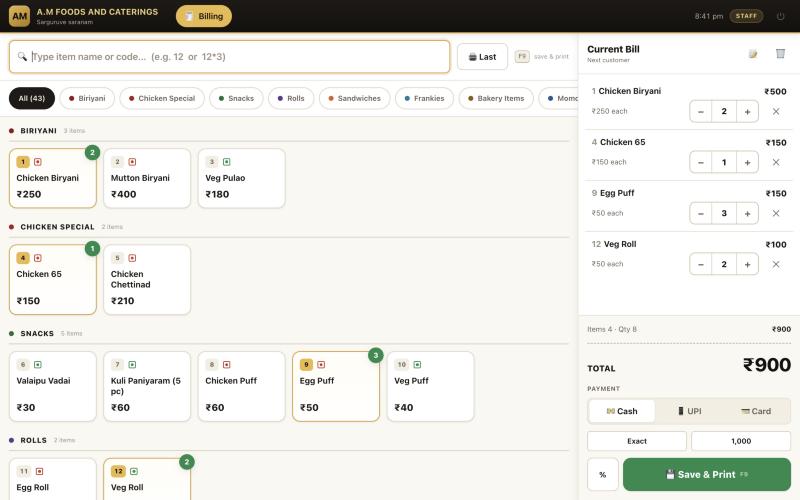 AM
A.M FOODS AND CATERINGS
Sarguruve saranam
🧾 Billing
8:41 pm
STAFF
🔍 Type item name or code... (e.g. 12 or 12*3)
🖨 Last
F9 save & print
All (43)
Biriyani
Chicken Special
Snacks
Rolls
Sandwiches
Frankies
Bakery Items
Momo
BIRIYANI 3 items
1
2
Chicken Biryani
₹250
2
Mutton Biryani
₹400
3
Veg Pulao
₹180
CHICKEN SPECIAL 2 items
4
1
Chicken 65
₹150
5
Chicken
Chettinad
₹210
SNACKS 5 items
6
Valaipu Vadai
₹30
7
Kuli Paniyaram (5
pc)
₹60
8
Chicken Puff
₹60
9
3
Egg Puff
₹50
10
Veg Puff
₹40
ROLLS 2 items
11
Egg Roll
12
2
Veg Roll
Current Bill
Next customer
1 Chicken Biryani ₹500
₹250 each − 2 + ×
4 Chicken 65 ₹150
₹150 each − 1 + ×
9 Egg Puff ₹150
₹50 each − 3 + ×
12 Veg Roll ₹100
₹50 each − 2 + ×
Items 4 · Qty 8 ₹900
TOTAL ₹900
PAYMENT
💵 Cash
📱 UPI
💳 Card
Exact
1,000
%
💾 Save & Print F9